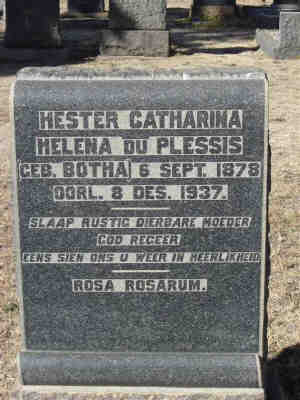 HESTER CATHARINA
HELENA DU PLESSIS
(GEB. BOTHA) 6 SEPT. 1878
OORL. 8 DES. 1937.
SLAAP RUSTIG DIERBARE MOEDER
GOD REGEER
EENS SIEN ONS U WEER IN HEERLIKHEID
ROSA ROSARUM.